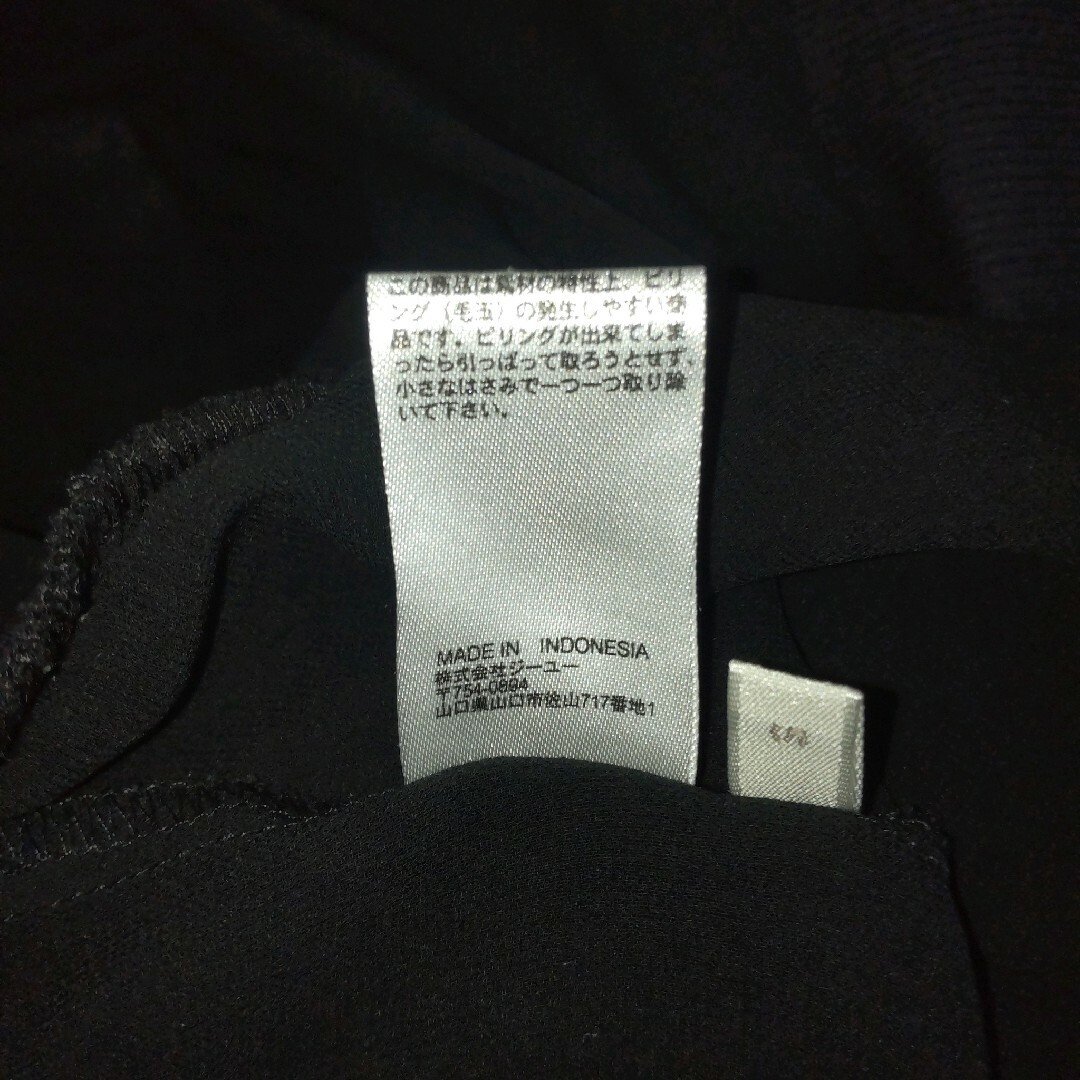 この商品は素材の特性上、ピリ
ング(毛玉)の発生しやすい商
品です。ピリングが出来てしま
ったら引っぱって取ろうとせず、
小さなはさみで一つ一つ取り除
いて下さい。
MADE IN INDONESIA
株式会社ジーユー
〒754-0894
山口県山口市佐山717番地1